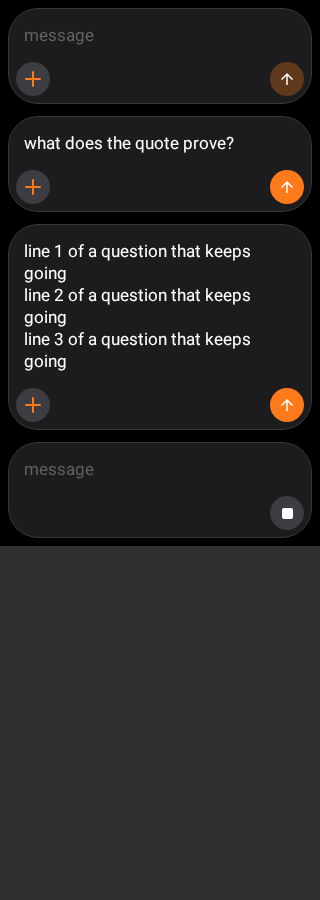 message
what does the quote prove?
line 1 of a question that keeps
going
line 2 of a question that keeps
going
line 3 of a question that keeps
going
message